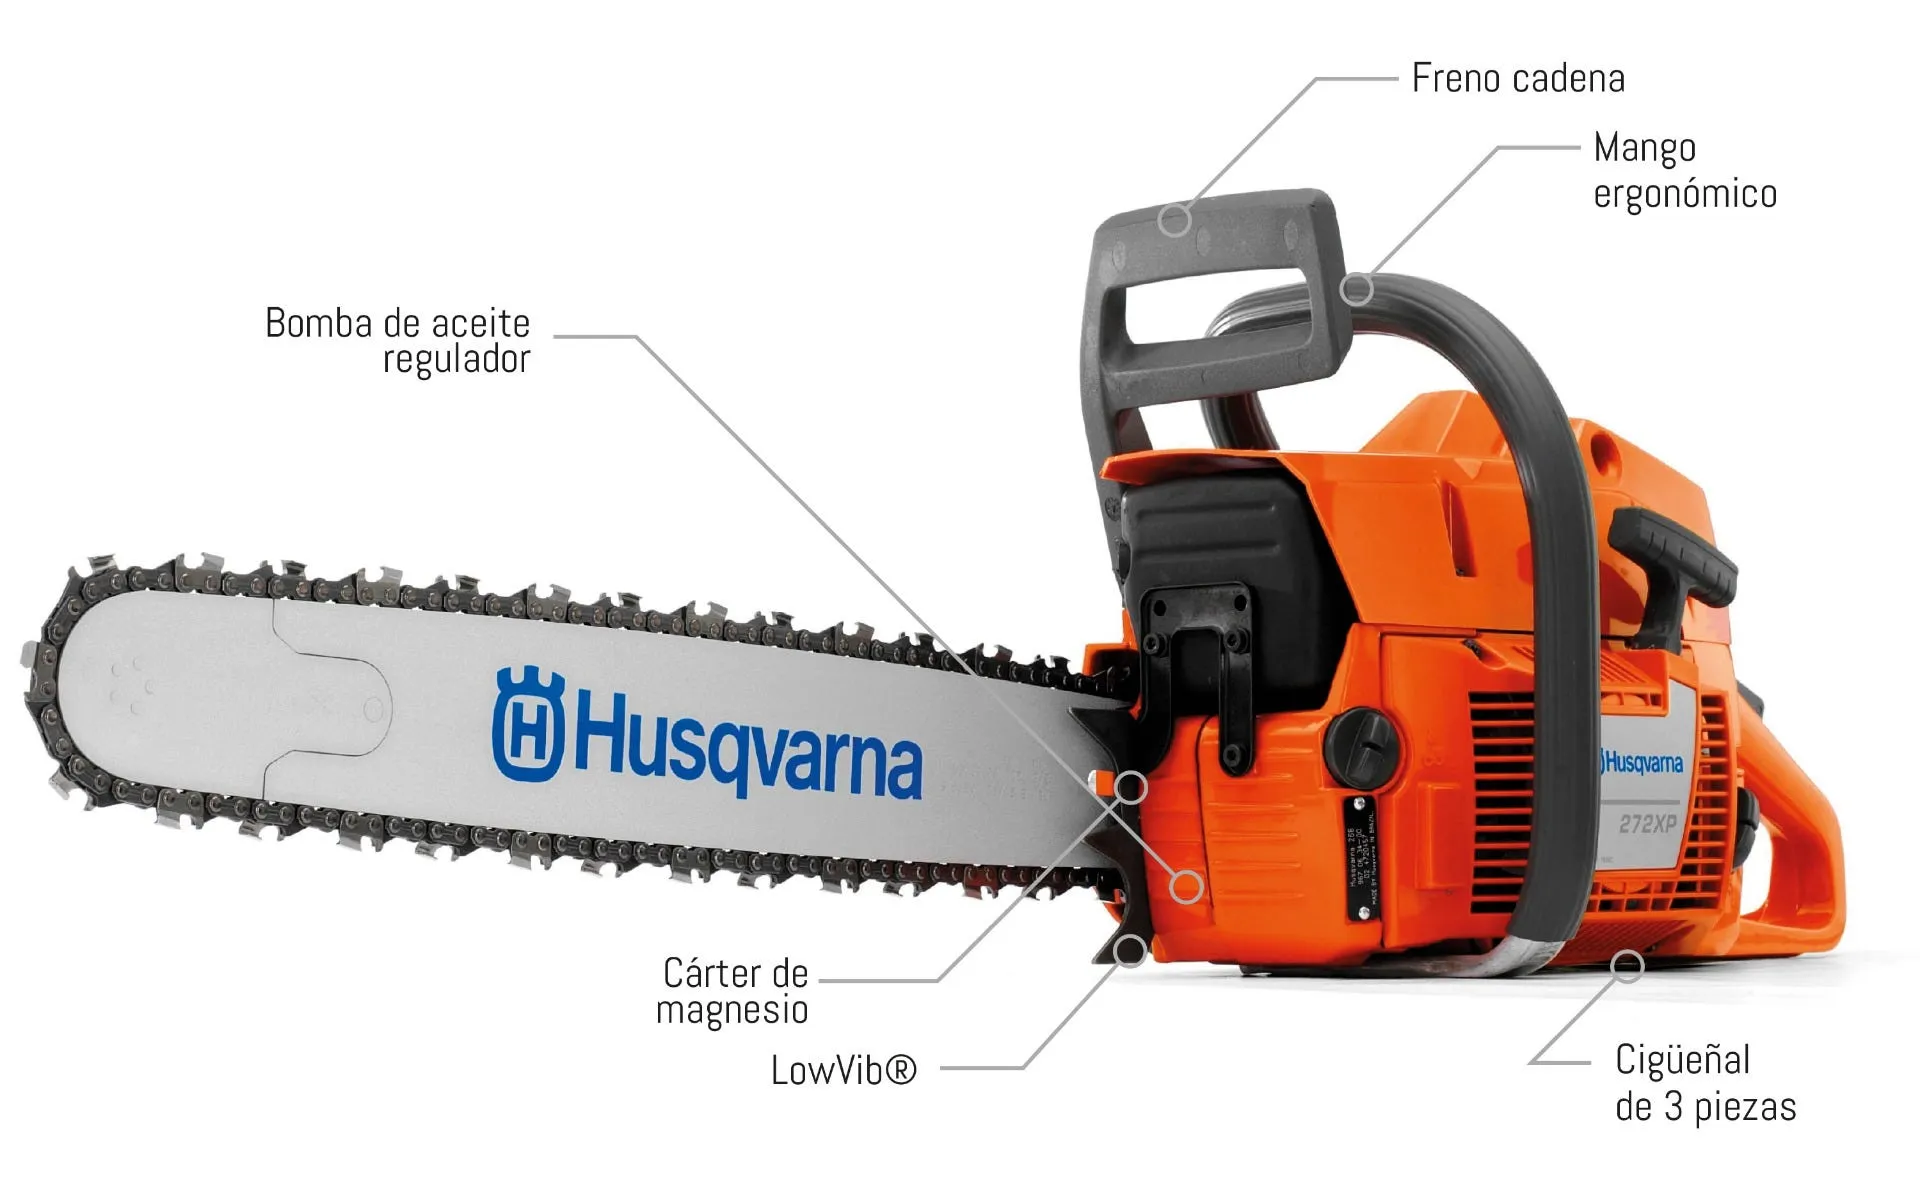 Freno cadena
Mango
ergonómico
Bomba de aceite
regulador
Husqvarna
Husqvarna
272XP
Cárter de
magnesio
LowVib®
Cigüeñal
de 3 piezas